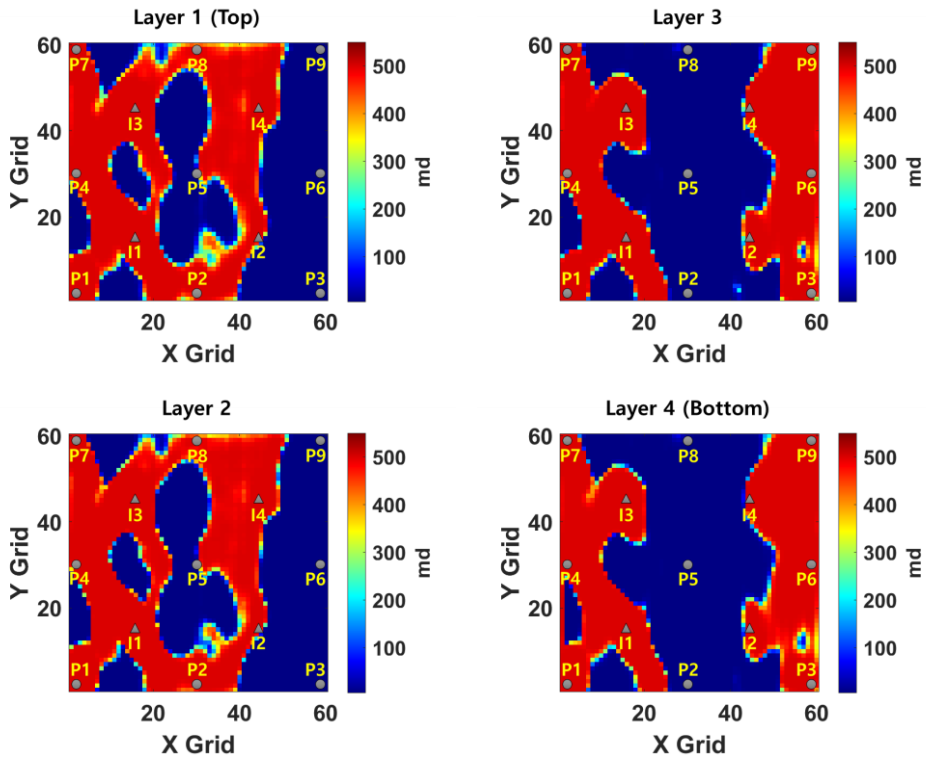 Layer 1 (Top)
60
40
20
Y Grid
P7
P8
P9
I3
I4
P4
P5
P6
I1
I2
P1
P2
P3
20
40
60
X Grid
500
400
300
200
100
md
Layer 3
60
40
20
Y Grid
P7
P8
P9
I3
I4
P4
P5
P6
I1
I2
P1
P2
P3
20
40
60
X Grid
500
400
300
200
100
md
Layer 2
60
40
20
Y Grid
P7
P8
P9
I3
I4
P4
P5
P6
I1
I2
P1
P2
P3
20
40
60
X Grid
500
400
300
200
100
md
Layer 4 (Bottom)
60
40
20
Y Grid
P7
P8
P9
I3
I4
P4
P5
P6
I1
I2
P1
P2
P3
20
40
60
X Grid
500
400
300
200
100
md